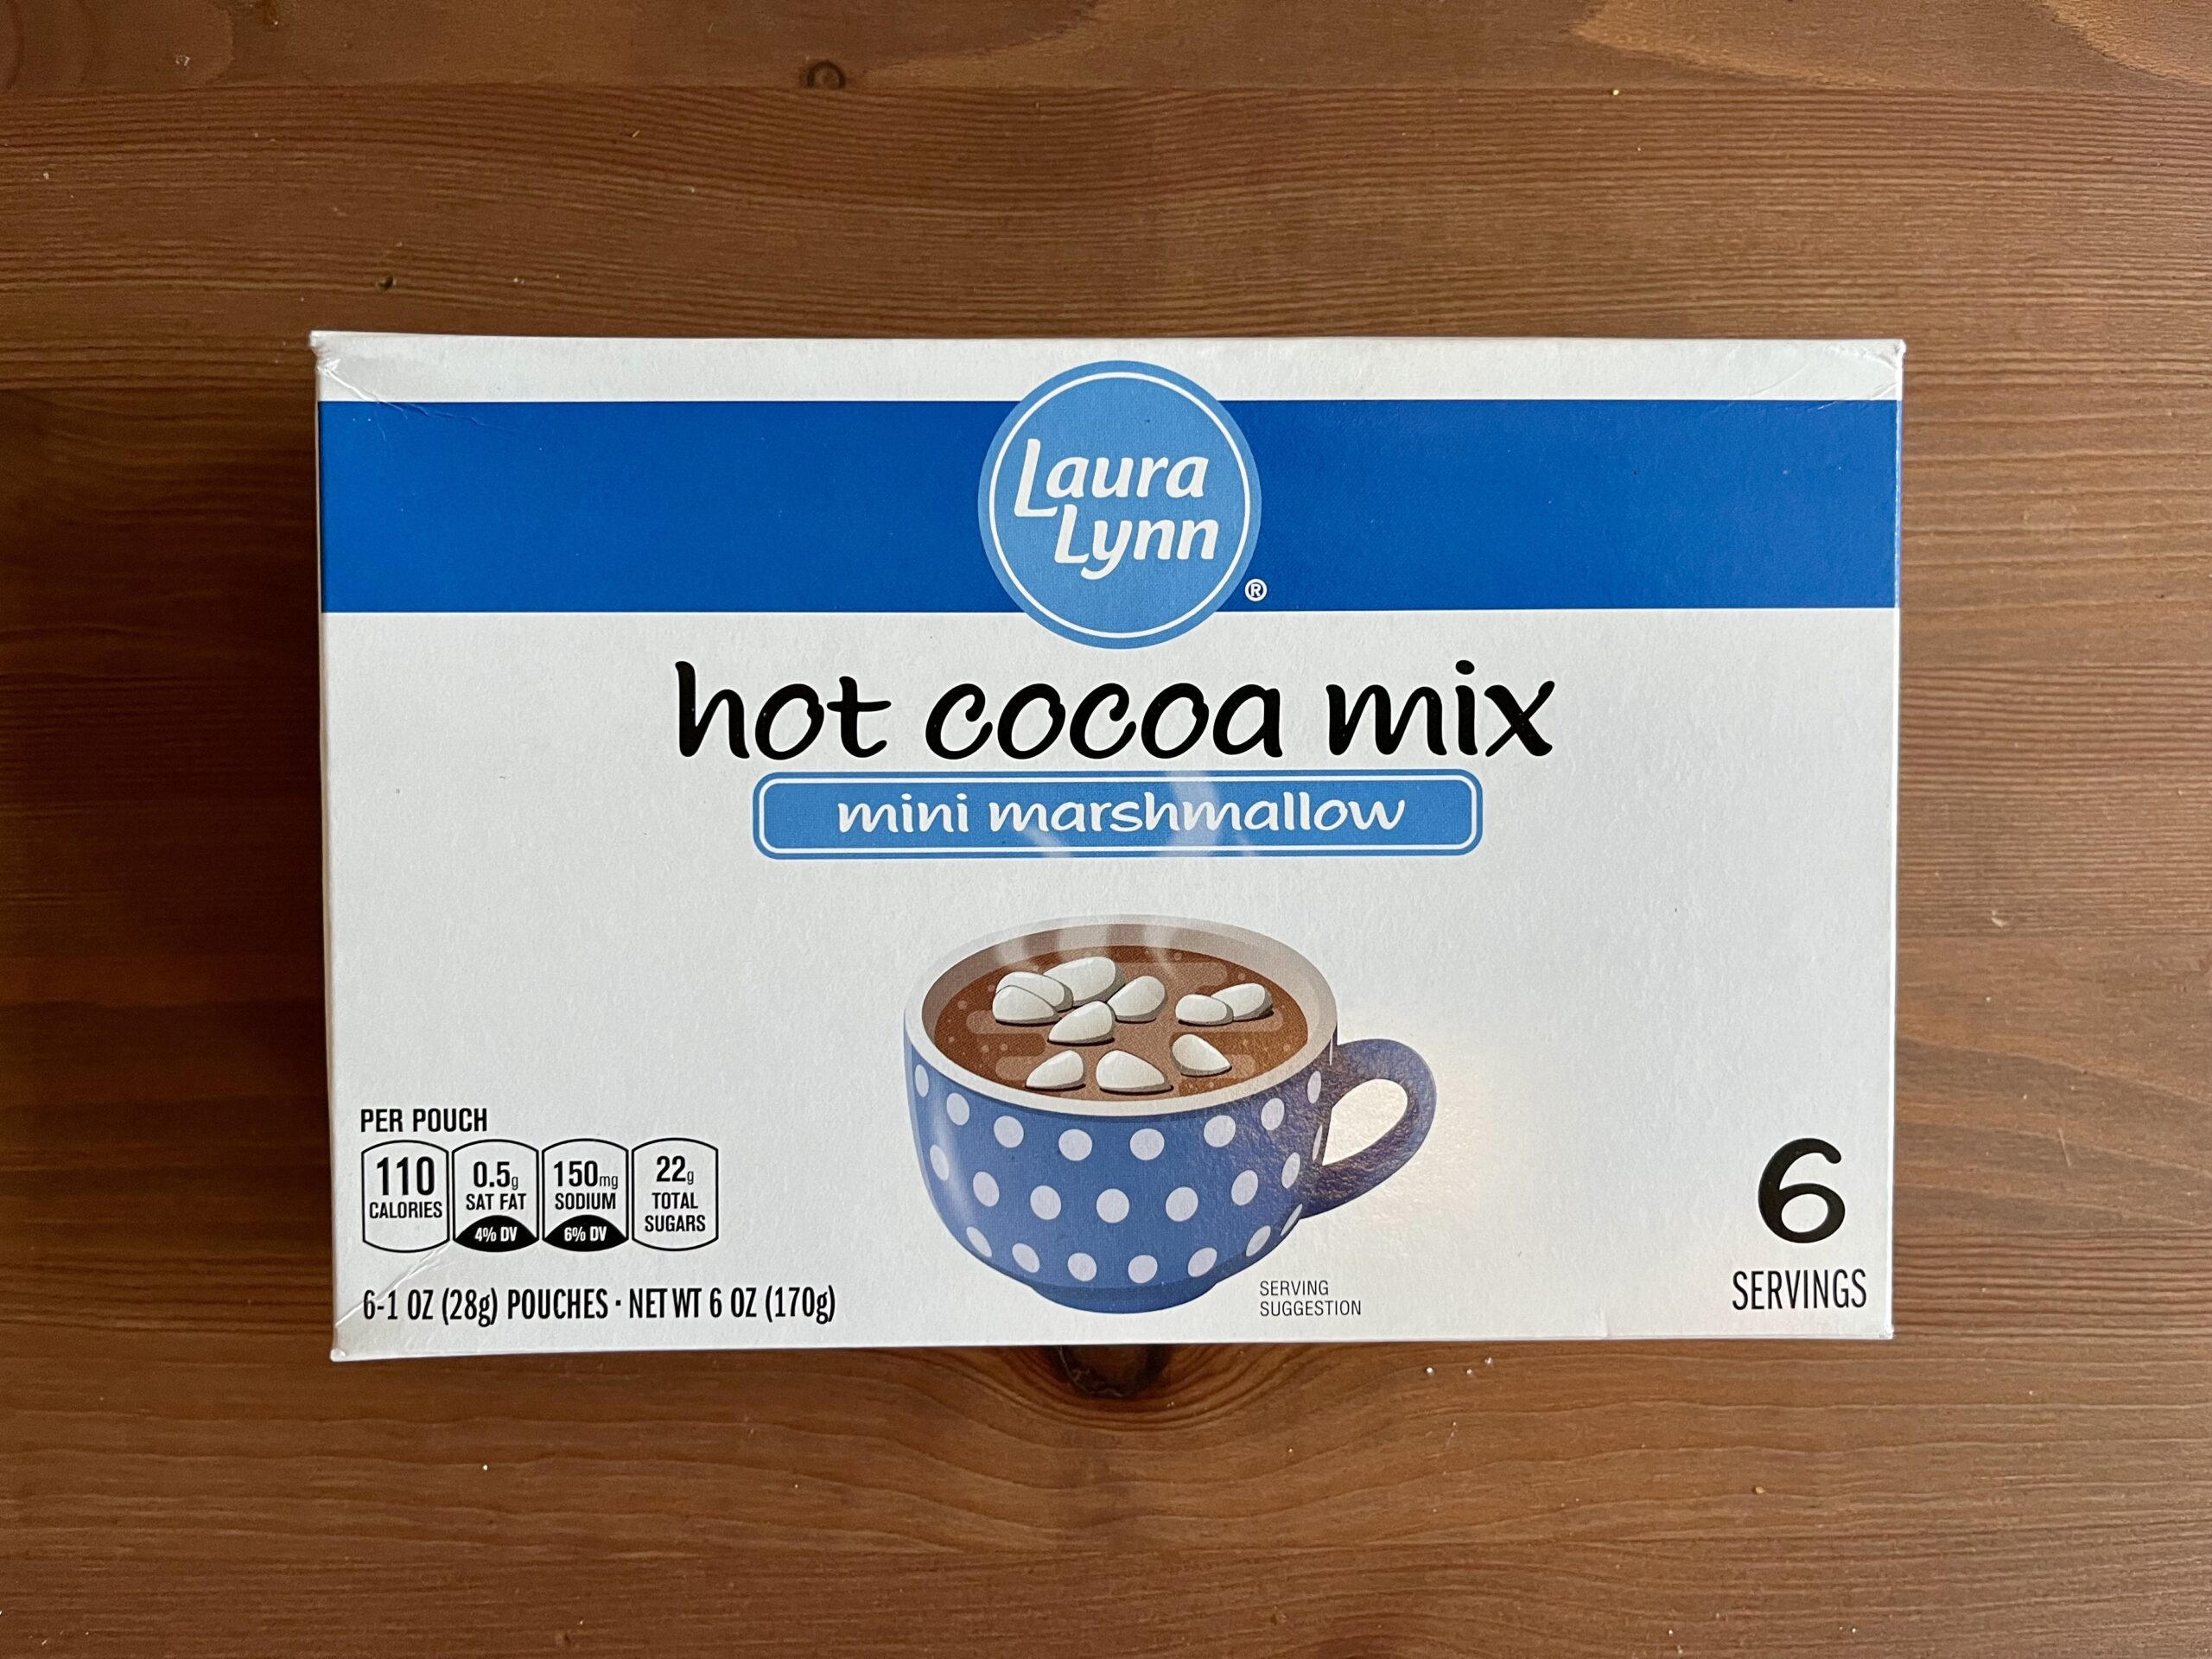 Laura
Lynn
®
hot cocoa mix
mini marshmallow
PER POUCH
110
CALORIES
0.5g
SAT FAT
4% DV
150mg
SODIUM
6% DV
22g
TOTAL
SUGARS
6-1 OZ (28g) POUCHES · NET WT 6 OZ (170g)
SERVING
SUGGESTION
6
SERVINGS